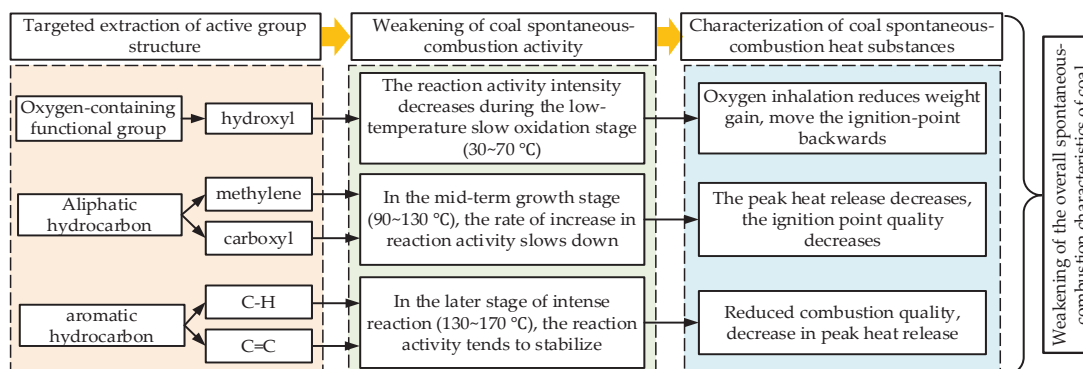 Targeted extraction of active group
structure
Weakening of coal spontaneous-
combustion activity
Characterization of coal spontaneous-
combustion heat substances
Oxygen-containing
functional group
hydroxyl
The reaction activity intensity
decreases during the low-
temperature slow oxidation stage
(30~70 °C)
Oxygen inhalation reduces weight
gain, move the ignition-point
backwards
Aliphatic
hydrocarbon
methylene
carboxyl
In the mid-term growth stage
(90~130 °C), the rate of increase in
reaction activity slows down
The peak heat release decreases,
the ignition point quality
decreases
aromatic
hydrocarbon
C-H
C=C
In the later stage of intense
reaction (130~170 °C), the reaction
activity tends to stabilize
Reduced combustion quality,
decrease in peak heat release
Weakening of the overall spontaneous-
combustion characteristics of coal